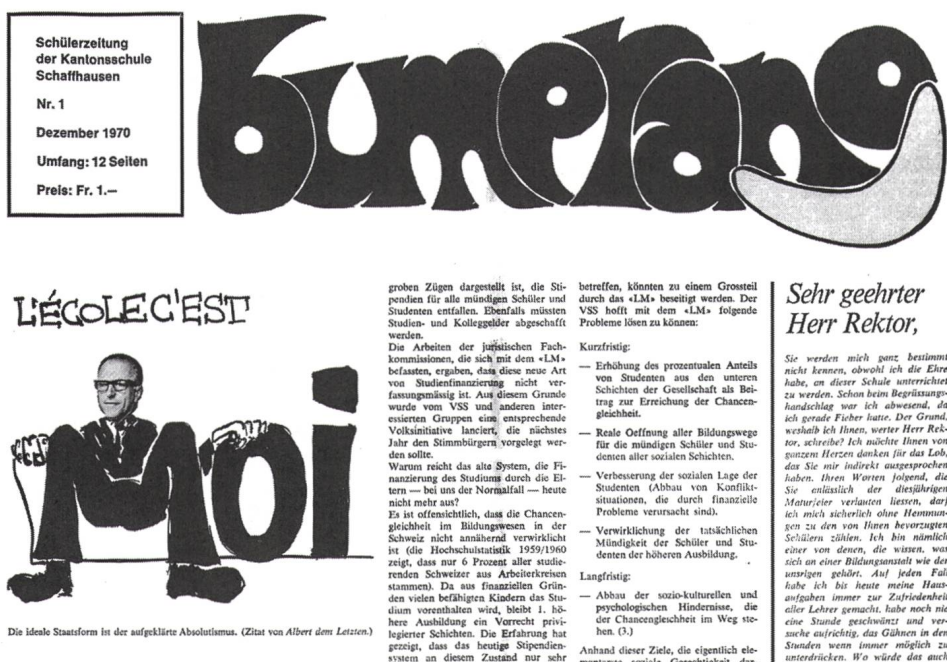 Schülerzeitung
der Kantonsschule
Schaffhausen
Nr. 1
Dezember 1970
Umfang: 12 Seiten
Preis: Fr. 1.—
bumerang
L'ÉCOLE C'EST
Moi
Die ideale Staatsform ist der aufgeklärte Absolutismus. (Zitat von Albert dem Letzten.)
groben Zügen dargestellt ist, die Sti-
pendien für alle mündigen Schüler und
Studenten entfallen. Ebenfalls müssten
Studien- und Kolleggelder abgeschafft
werden.
Die Arbeiten der juristischen Fach-
kommissionen, die sich mit dem «LM»
befassten, ergaben, dass diese neue Art
von Studienfinanzierung nicht ver-
fassungsmässig ist. Aus diesem Grunde
wurde vom VSS und anderen inter-
essierten Gruppen eine entsprechende
Volksinitiative lanciert, die nächstes
Jahr den Stimmbürgern vorgelegt wer-
den sollte.
Warum reicht das alte System, die Fi-
nanzierung des Studiums durch die El-
tern — bei uns der Normalfall — heute
nicht mehr aus?
Es ist offensichtlich, dass die Chancen-
gleichheit im Bildungswesen in der
Schweiz nicht annähernd verwirklicht
ist (die Hochschulstatistik 1959/1960
zeigt, dass nur 6 Prozent aller studie-
renden Schweizer aus Arbeiterkreisen
stammen). Da aus finanziellen Grün-
den vielen befähigten Kindern das Stu-
dium vorenthalten wird, bleibt 1. hö-
here Ausbildung ein Vorrecht privi-
legierter Schichten. Die Erfahrung hat
gezeigt, dass das heutige Stipendien-
system an diesem Zustand nur sehr
betreffen, könnten zu einem Grossteil
durch das «LM» beseitigt werden. Der
VSS hofft mit dem «LM» folgende
Probleme lösen zu können:
Kurzfristig:
— Erhöhung des prozentualen Anteils
von Studenten aus den unteren
Schichten der Gesellschaft als Bei-
trag zur Erreichung der Chancen-
gleichheit.
— Reale Oeffnung aller Bildungswege
für die mündigen Schüler und Stu-
denten aller sozialen Schichten.
— Verbesserung der sozialen Lage der
Studenten (Abbau von Konflikt-
situationen, die durch finanzielle
Probleme verursacht sind).
— Verwirklichung der tatsächlichen
Mündigkeit der Schüler und Stu-
denten der höheren Ausbildung.
Langfristig:
— Abbau der sozio-kulturellen und
psychologischen Hindernisse, die
der Chancengleichheit im Weg ste-
hen. (3.)
Anhand dieser Ziele, die eigentlich ele-
mentare soziale Gerechtigkeit dar-
Sehr geehrter
Herr Rektor,
Sie werden mich ganz bestimmt
nicht kennen, obwohl ich die Ehre
habe, an dieser Schule unterrichtet
zu werden. Schon beim Begrüssungs-
handschlag war ich abwesend, da
ich gerade Fieber hatte. Der Grund,
weshalb ich Ihnen, werter Herr Rek-
tor, schreibe? Ich möchte Ihnen von
ganzem Herzen danken für das Lob,
das Sie mir indirekt ausgesprochen
haben. Ihren Worten folgend, die
Sie anlässlich der diesjährigen
Maturfeier verlauten liessen, darf
ich mich sicherlich ohne Hemmun-
gen zu den von Ihnen bevorzugten
Schülern zählen. Ich bin nämlich
einer von denen, die wissen, was
sich an einer Bildungsanstalt wie der
unsrigen gehört. Auf jeden Fall
habe ich bis heute meine Haus-
aufgaben immer zur Zufriedenheit
aller Lehrer gemacht, habe noch nie
eine Stunde geschwänzt und ver-
suche aufrichtig, das Gähnen in den
Stunden wenn immer möglich zu
unterdrücken. Wo würde das auch